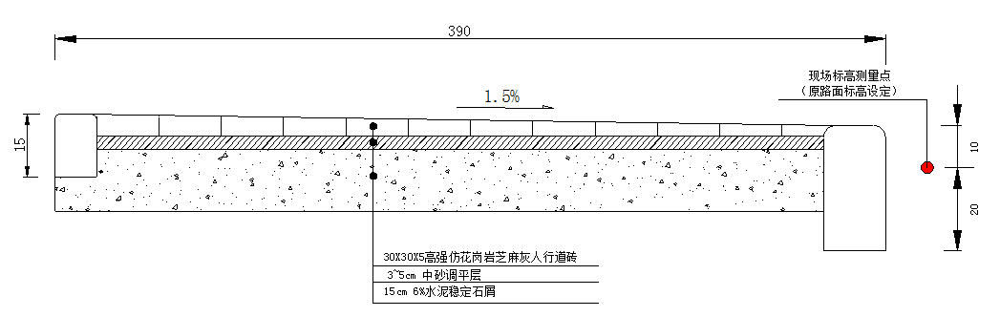 390
现场标高测量点
(原路面标高设定)
1.5%
15
10
20
30X30X5高强仿花岗岩芝麻灰人行道砖
3~5cm 中砂调平层
15cm 6%水泥稳定石屑